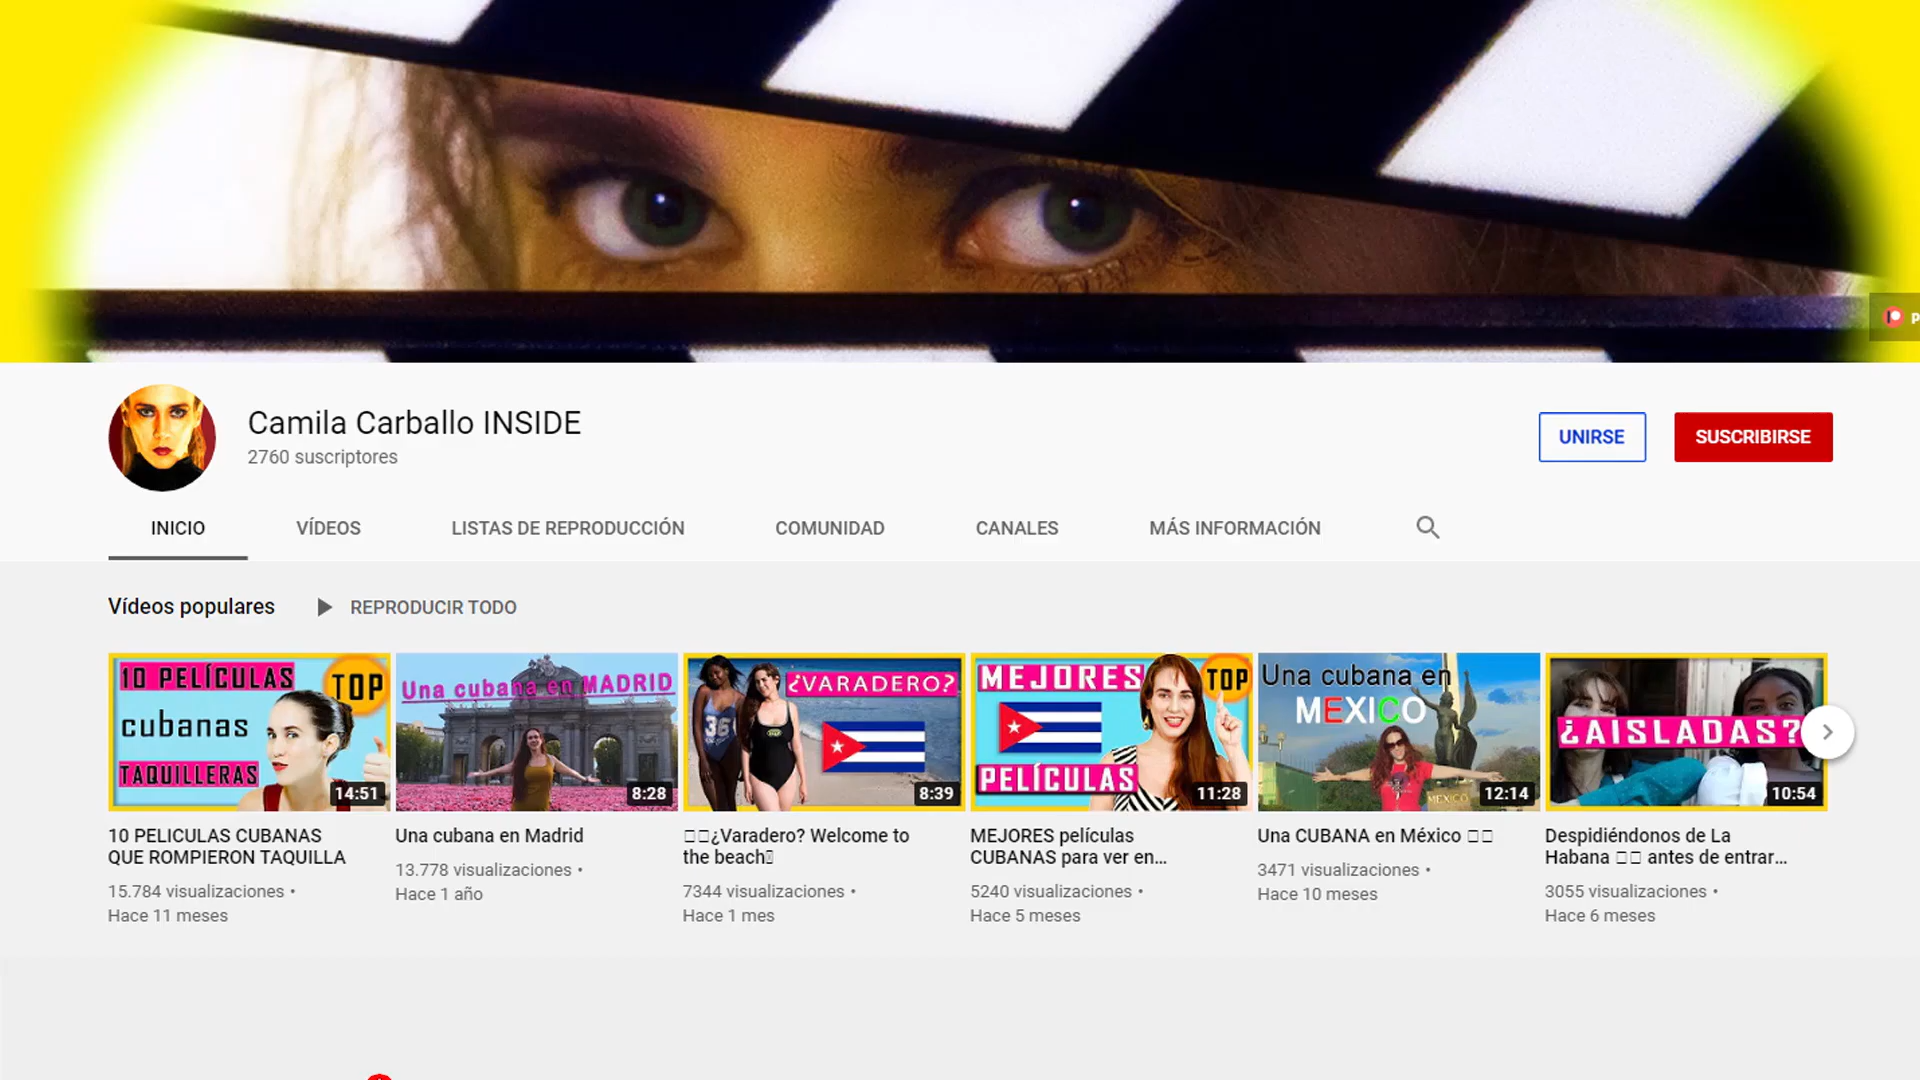 Camila Carballo INSIDE
2760 suscriptores
UNIRSE
SUSCRIBIRSE
INICIO
VÍDEOS
LISTAS DE REPRODUCCIÓN
COMUNIDAD
CANALES
MÁS INFORMACIÓN
Vídeos populares
REPRODUCIR TODO
10 PELÍCULAS
TOP
cubanas
TAQUILLERAS
14:51
Una cubana en MADRID
8:28
¿VARADERO?
36
8:39
MEJORES
TOP
PELÍCULAS
11:28
Una cubana en
MEXICO
MEXICO
12:14
¿AISLADAS?
10:54
10 PELICULAS CUBANAS
QUE ROMPIERON TAQUILLA
15.784 visualizaciones •
Hace 11 meses
Una cubana en Madrid
13.778 visualizaciones •
Hace 1 año
¿Varadero? Welcome to
the beach
7344 visualizaciones •
Hace 1 mes
MEJORES películas
CUBANAS para ver en...
5240 visualizaciones •
Hace 5 meses
Una CUBANA en México
3471 visualizaciones •
Hace 10 meses
Despidiéndonos de La
Habana antes de entrar...
3055 visualizaciones •
Hace 6 meses